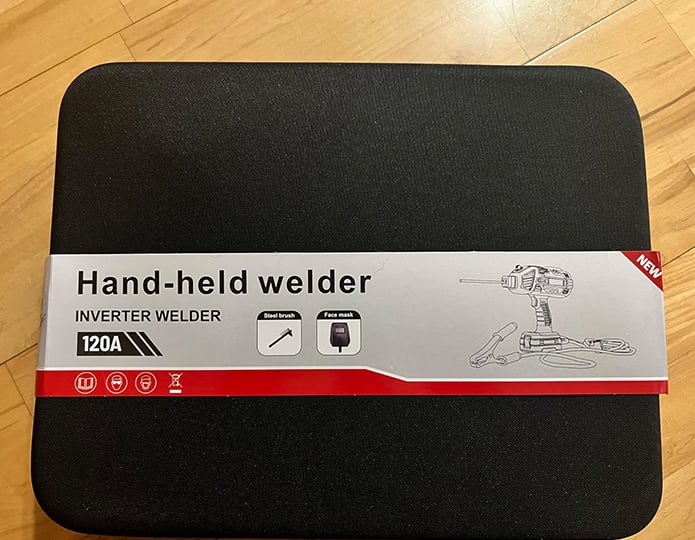 NEW
Hand-held welder
INVERTER WELDER
120A
Steel brush
Face mask